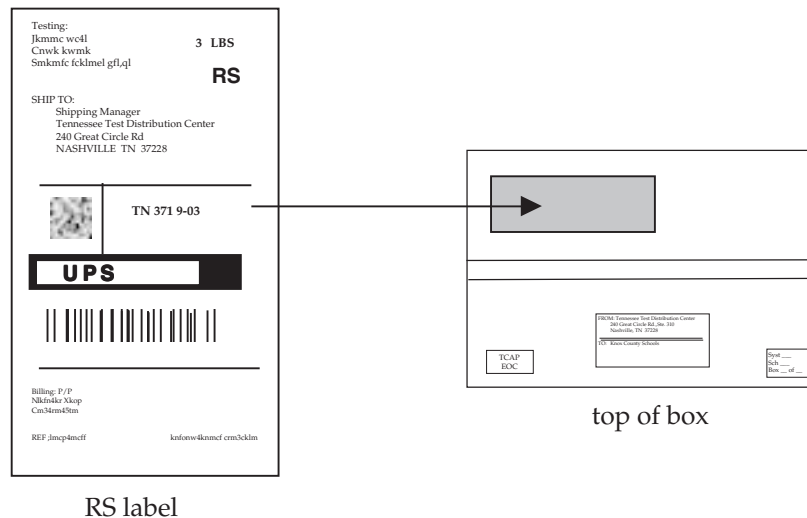 Testing:
Jkmmc wc4l
Cnwk kwmk
Smkmfc fcklmel gfl,ql
3 LBS
RS
SHIP TO:
Shipping Manager
Tennessee Test Distribution Center
240 Great Circle Rd
NASHVILLE TN 37228
TN 371 9-03
UPS
Billing: P/P
Nlkfn4kr Xkop
Cm34rm45tm
REF ;lmcp4mcff
knfonw4knmcf crm3cklm
RS label
FROM: Tennessee Test Distribution Center
240 Great Circle Rd., Ste. 310
Nashville, TN 37228
TO: Knox County Schools
TCAP
EOC
Syst ___
Sch ___
Box __ of __
top of box